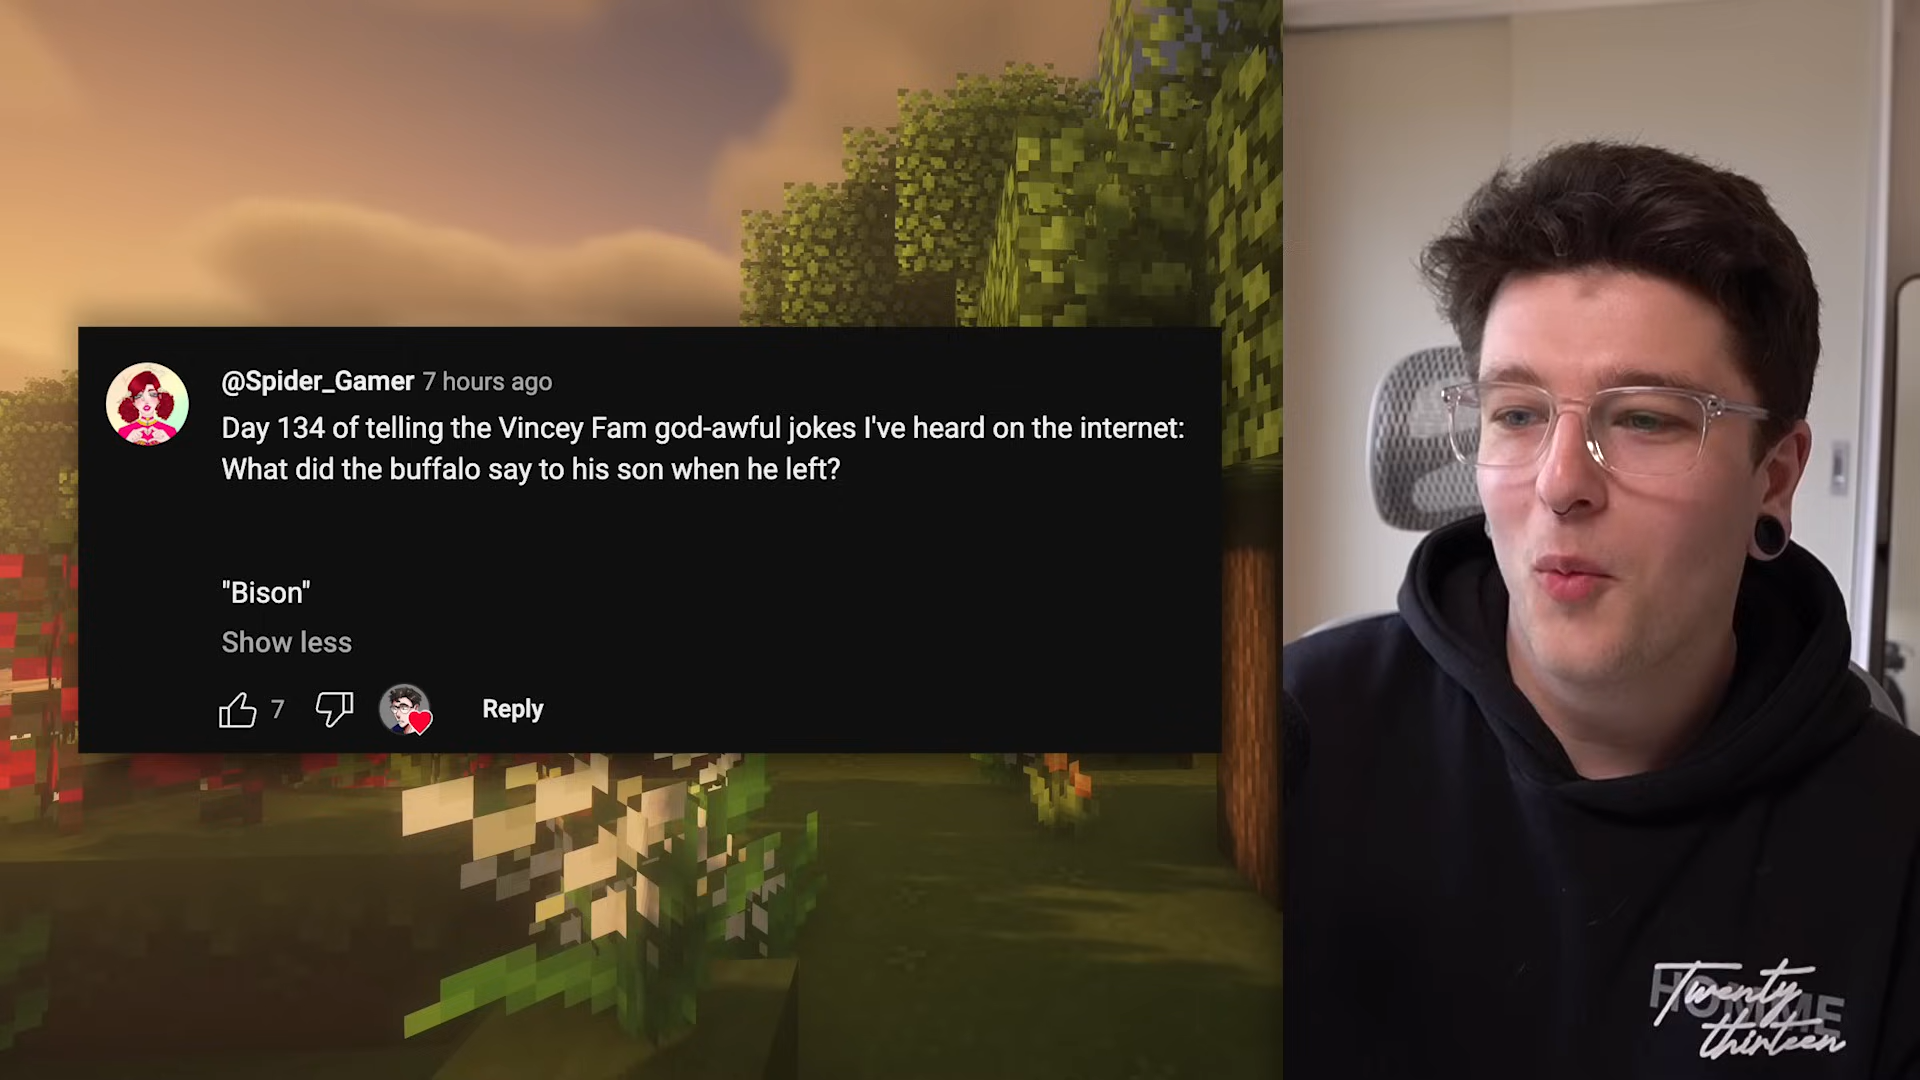 @Spider_Gamer 7 hours ago
Day 134 of telling the Vincey Fam god-awful jokes I've heard on the internet:
What did the buffalo say to his son when he left?
"Bison"
Show less
7
Reply
HOMME
Twenty
thirteen